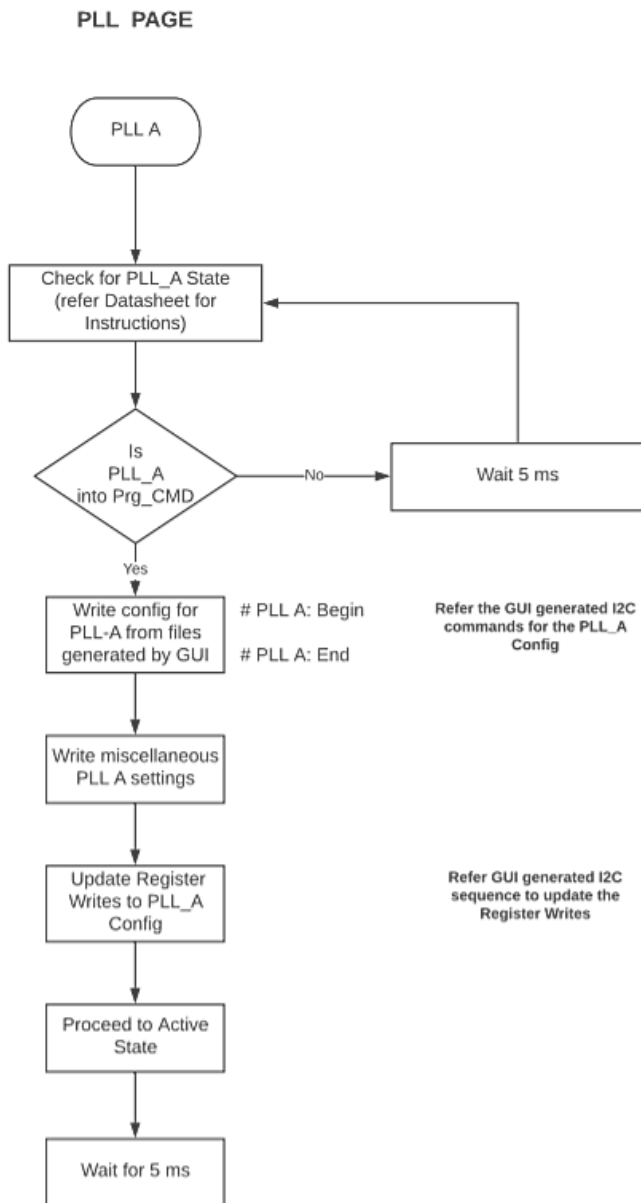 PLL PAGE
PLL A
Check for PLL_A State
(refer Datasheet for
Instructions)
Is
PLL_A
into Prg_CMD
No
Wait 5 ms
Yes
Write config for
PLL-A from files
generated by GUI
# PLL A: Begin
# PLL A: End
Refer the GUI generated I2C
commands for the PLL_A
Config
Write miscellaneous
PLL A settings
Update Register
Writes to PLL_A
Config
Refer GUI generated I2C
sequence to update the
Register Writes
Proceed to Active
State
Wait for 5 ms